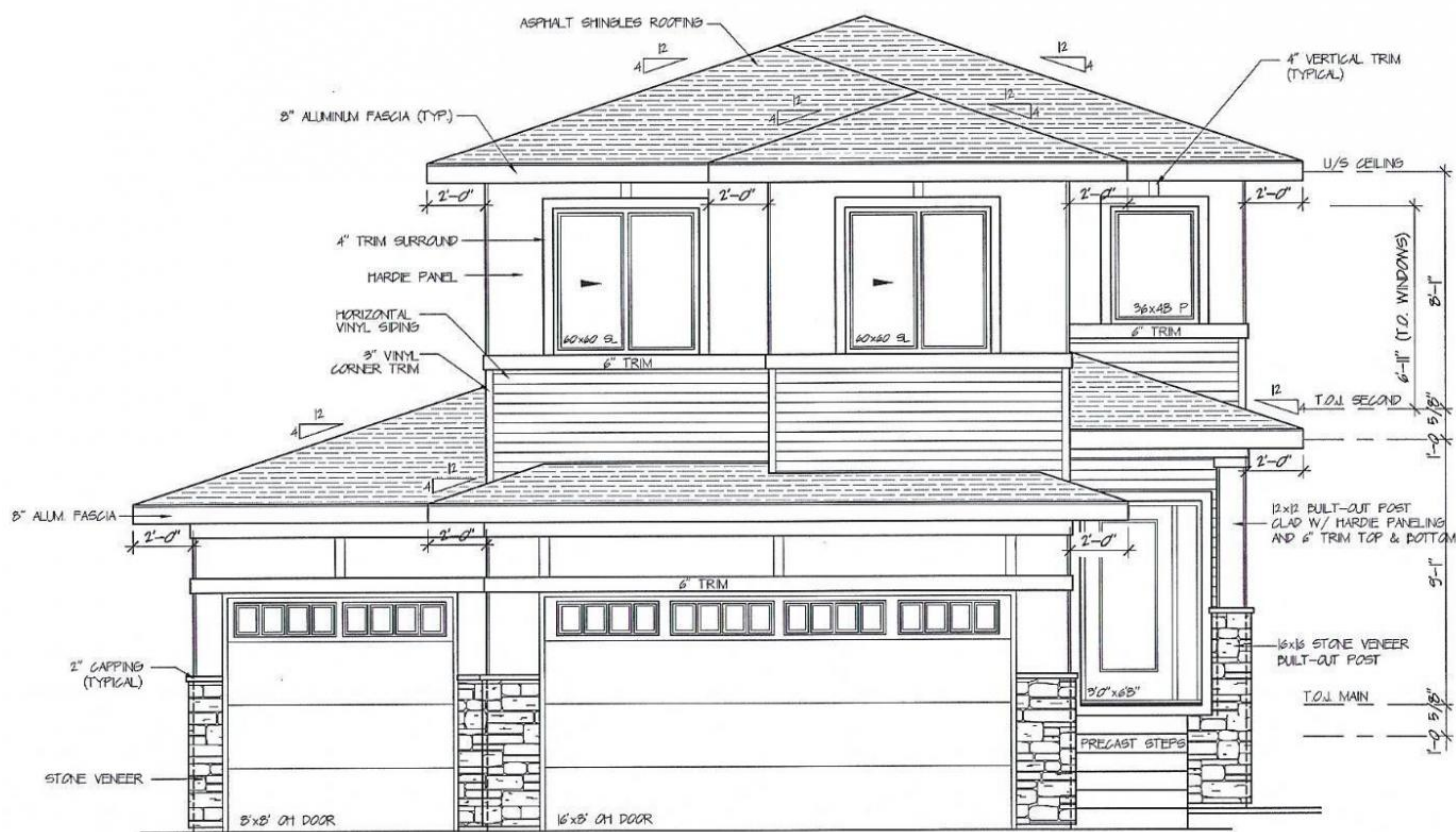 ASPHALT SHINGLES ROOFING
12
4
12
4
4" VERTICAL TRIM
(TYPICAL)
8" ALUMINUM FASCIA (TYP.)
12
4
12
4
U/S CEILING
2'-0"
2'-0"
2'-0"
2'-0"
4" TRIM SURROUND
HARDIE PANEL
HORIZONTAL
VINYL SIDING
3" VINYL
CORNER TRIM
60x60 SL
60x60 SL
36x48 P
6" TRIM
6" TRIM
6'-11" (T.O. WINDOWS)
8'-1"
12
4
12
4
T.O.J. SECOND
1'-0 5/8"
2'-0"
12
4
8" ALUM. FASCIA
2'-0"
2'-0"
2'-0"
12x12 BUILT-OUT POST
CLAD W/ HARDIE PANELING
AND 6" TRIM TOP & BOTTOM
9'-1"
6" TRIM
2" CAPPING
(TYPICAL)
16x16 STONE VENEER
BUILT-OUT POST
3'0"x6'8"
T.O.J. MAIN
1'-0 5/8"
PRECAST STEPS
STONE VENEER
8'x8' OH DOOR
16'x8' OH DOOR